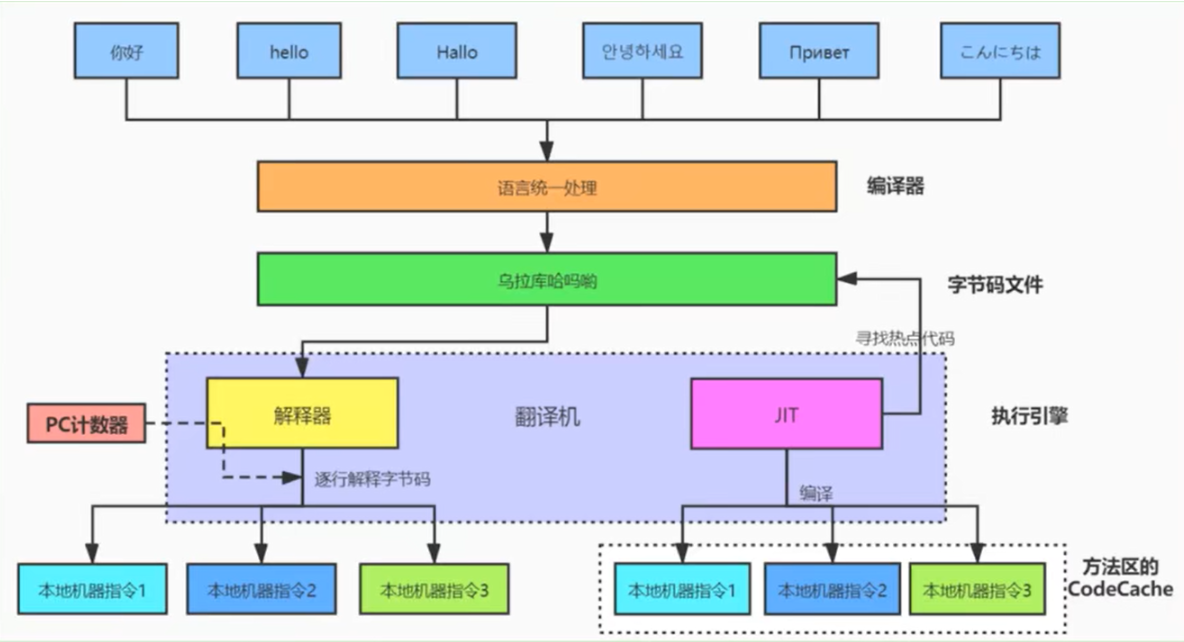 你好
hello
Hallo
안녕하세요
Привет
こんにちは
语言统一处理
编译器
乌拉库哈吗哟
字节码文件
寻找热点代码
解释器
翻译机
JIT
执行引擎
PC计数器
逐行解释字节码
编译
本地机器指令1
本地机器指令2
本地机器指令3
本地机器指令1
本地机器指令2
本地机器指令3
方法区的
CodeCache